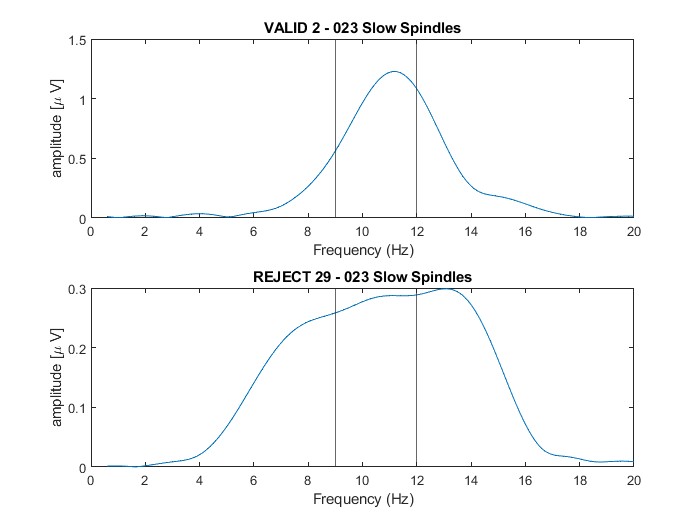 VALID 2 - 023 Slow Spindles
1.5
1
0.5
0
amplitude [μ V]
0 2 4 6 8 10 12 14 16 18 20
Frequency (Hz)
REJECT 29 - 023 Slow Spindles
0.3
0.2
0.1
0
amplitude [μ V]
0 2 4 6 8 10 12 14 16 18 20
Frequency (Hz)